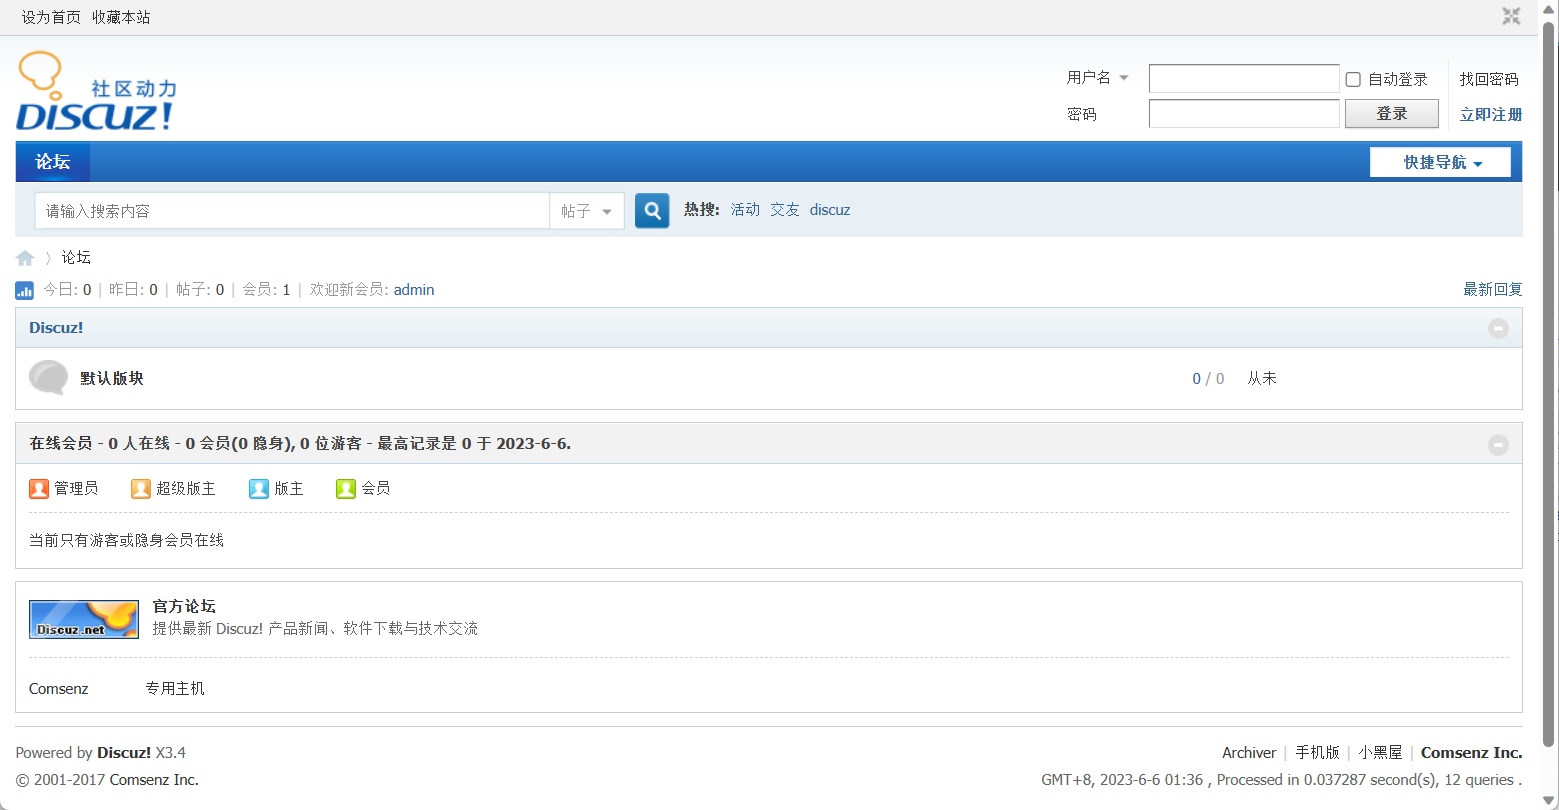 设为首页 收藏本站
社区动力
DISCUZ!
用户名
自动登录
找回密码
密码
登录
立即注册
论坛
快捷导航
请输入搜索内容
帖子
热搜: 活动 交友 discuz
论坛
今日: 0 | 昨日: 0 | 帖子: 0 | 会员: 1 | 欢迎新会员: admin
最新回复
Discuz!
默认版块
0 / 0
从未
在线会员 - 0 人在线 - 0 会员(0 隐身), 0 位游客 - 最高记录是 0 于 2023-6-6.
管理员 超级版主 版主 会员
当前只有游客或隐身会员在线
Discuz.net
官方论坛
提供最新 Discuz! 产品新闻、软件下载与技术交流
Comsenz 专用主机
Powered by Discuz! X3.4
Archiver | 手机版 | 小黑屋 | Comsenz Inc.
© 2001-2017 Comsenz Inc.
GMT+8, 2023-6-6 01:36 , Processed in 0.037287 second(s), 12 queries .